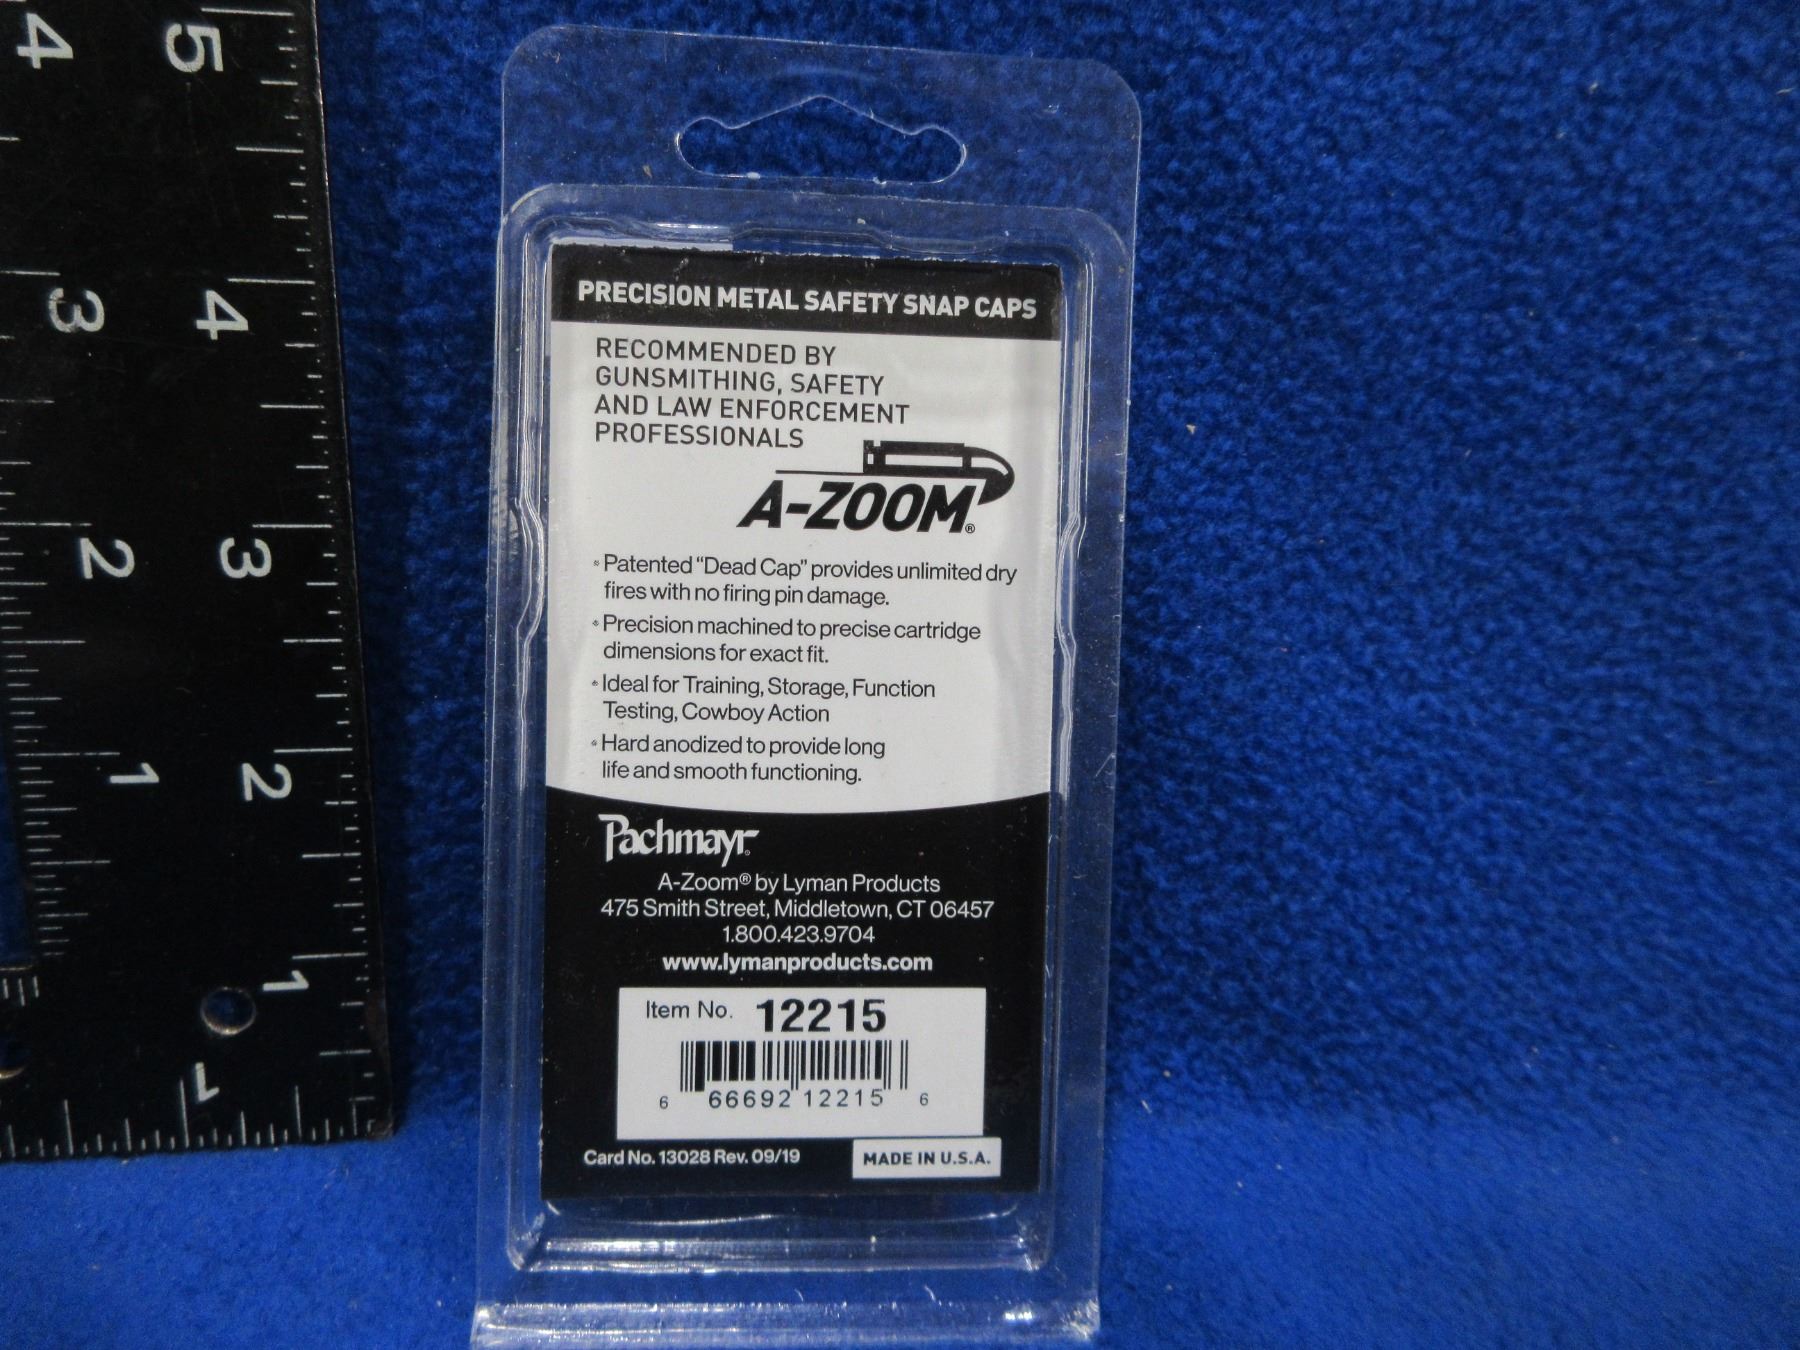 5
4
3
2
1
4
3
2
1
1
PRECISION METAL SAFETY SNAP CAPS
RECOMMENDED BY
GUNSMITHING, SAFETY
AND LAW ENFORCEMENT
PROFESSIONALS
A-ZOOM®
* Patented “Dead Cap” provides unlimited dry
fires with no firing pin damage.
* Precision machined to precise cartridge
dimensions for exact fit.
* Ideal for Training, Storage, Function
Testing, Cowboy Action
* Hard anodized to provide long
life and smooth functioning.
Pachmayr®
A-Zoom® by Lyman Products
475 Smith Street, Middletown, CT 06457
1.800.423.9704
www.lymanproducts.com
Item No. 12215
6 66692 12215 6
Card No. 13028 Rev. 09/19 MADE IN U.S.A.